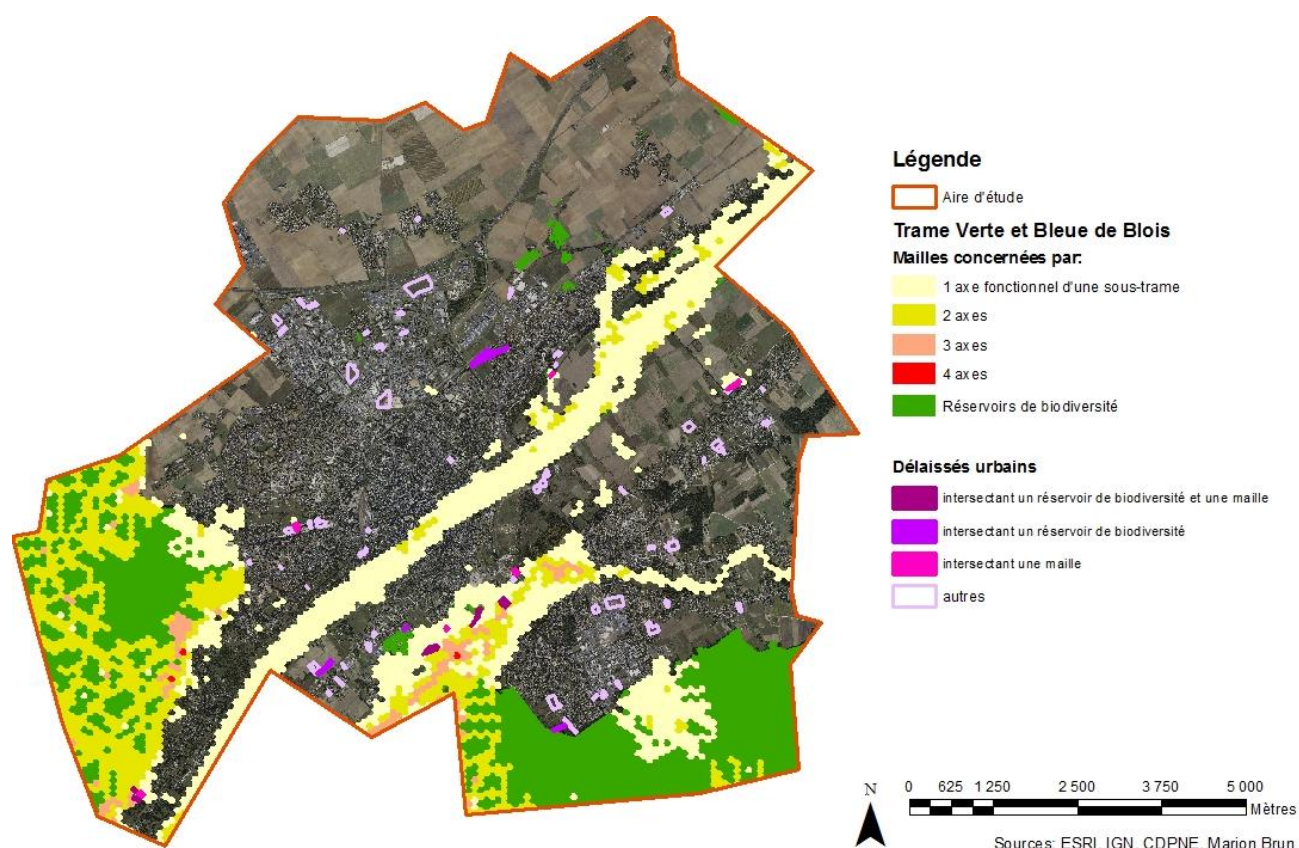 Légende
Aire d'étude
Trame Verte et Bleue de Blois
Mailles concernées par:
1 axe fonctionnel d'une sous-trame
2 axes
3 axes
4 axes
Réservoirs de biodiversité
Délaissés urbains
intersectant un réservoir de biodiversité et une maille
intersectant un réservoir de biodiversité
intersectant une maille
autres
N
0 625 1 250 2 500 3 750 5 000
Mètres
Sources: ESRI, IGN, CDPNE, Marion Brun